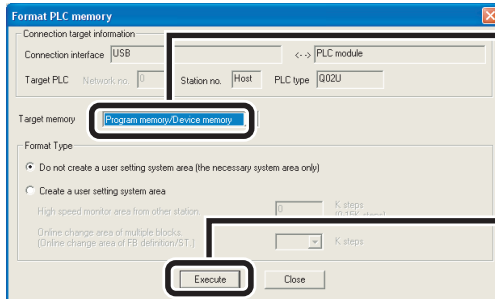 Format PLC memory
Connection target information
Connection interface USB <--> PLC module
Target PLC Network no. 0 Station no. Host PLC type Q02U
Target memory Program memory/Device memory
Format Type
Do not create a user setting system area (the necessary system area only)
Create a user setting system area
High speed monitor area from other station. 0 K steps
Online change area of multiple blocks.
(Online change area of FB definition/ST.) K steps
Execute Close